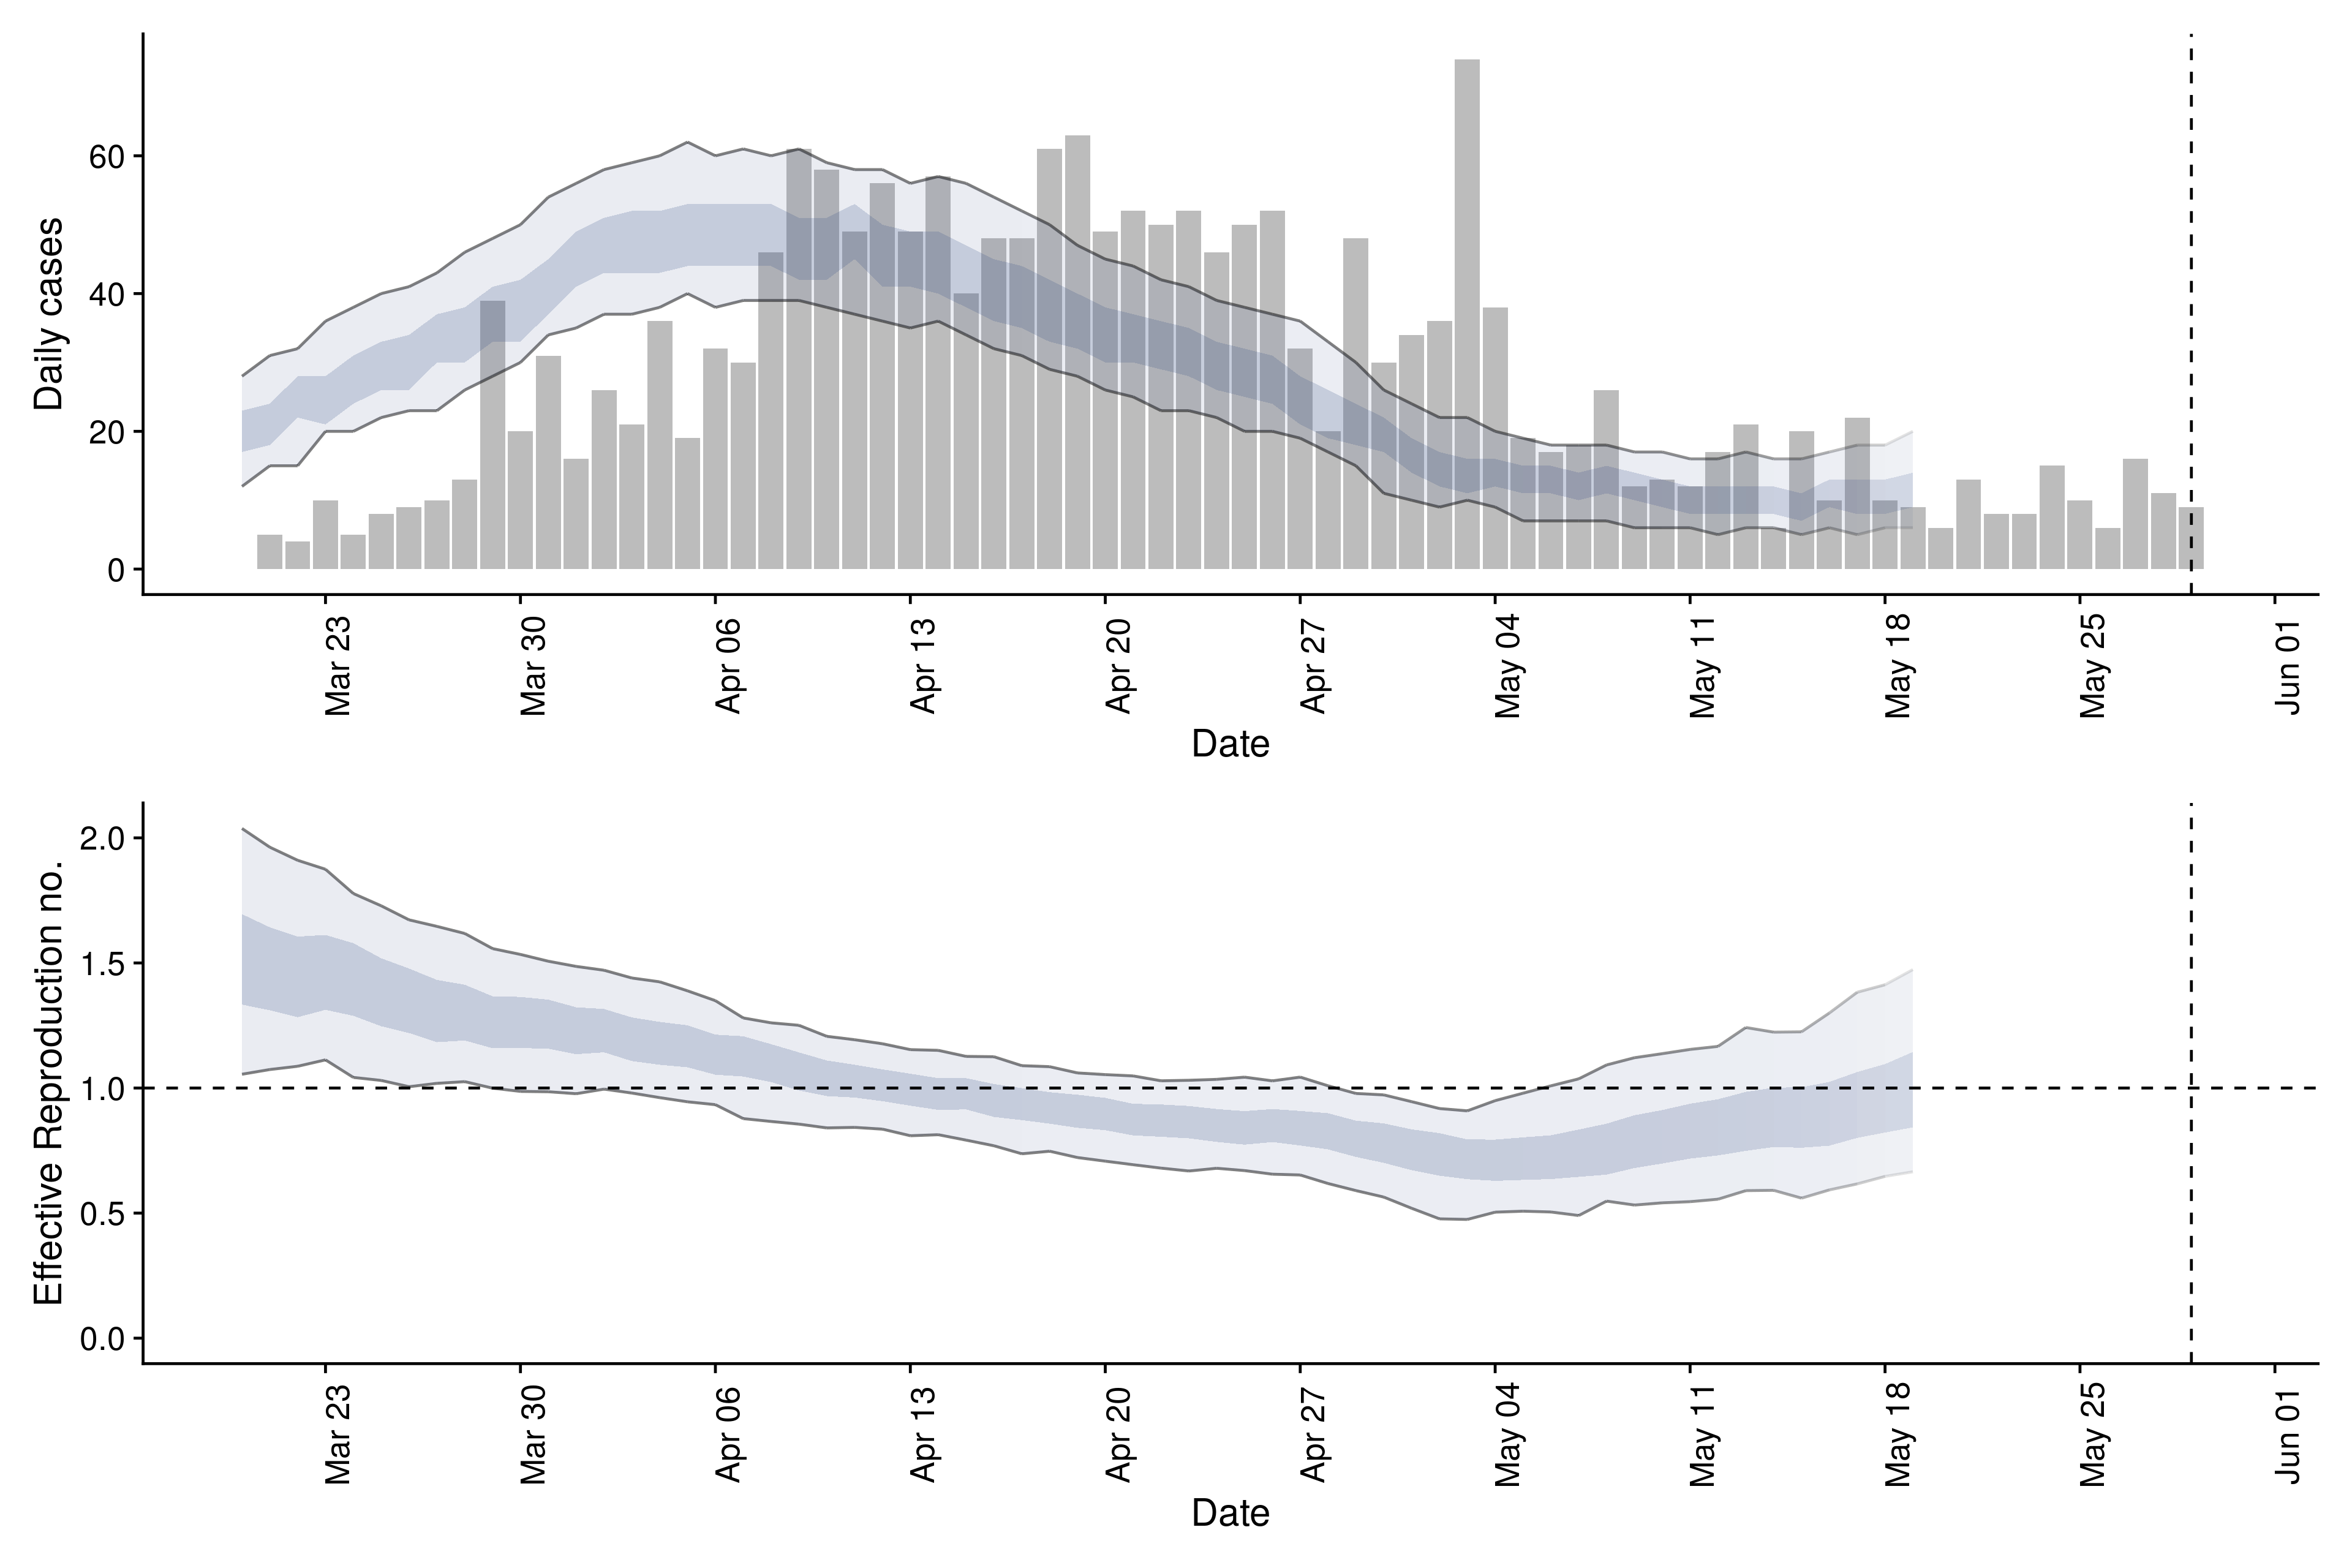 Daily cases
60
40
20
0
Mar 23
Mar 30
Apr 06
Apr 13
Apr 20
Apr 27
May 04
May 11
May 18
May 25
Jun 01
Date
Effective Reproduction no.
2.0
1.5
1.0
0.5
0.0
Mar 23
Mar 30
Apr 06
Apr 13
Apr 20
Apr 27
May 04
May 11
May 18
May 25
Jun 01
Date